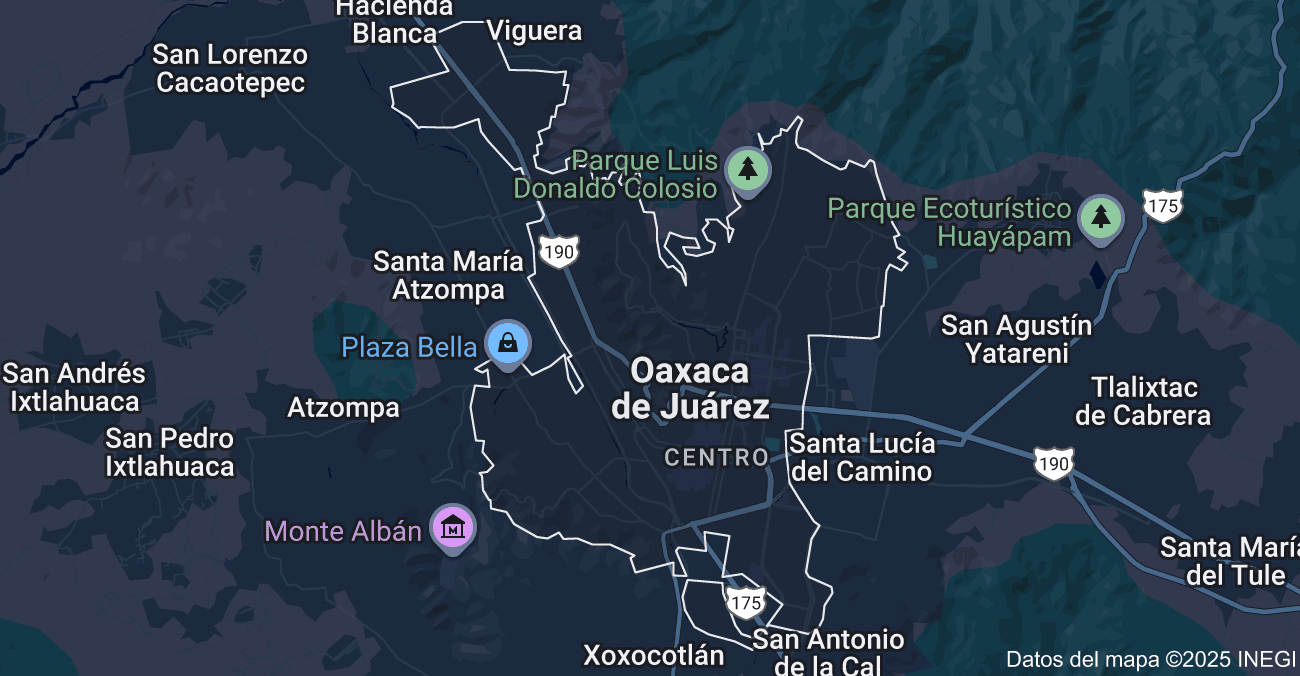 Hacienda
Blanca
Viguera
San Lorenzo
Cacaotepec
Parque Luis
Donaldo Colosio
175
Parque Ecoturístico
Huayápam
190
Santa María
Atzompa
San Agustín
Yatareni
Plaza Bella
Oaxaca
de Juárez
San Andrés
Ixtlahuaca
Tlalixtac
de Cabrera
Atzompa
San Pedro
Ixtlahuaca
CENTRO
Santa Lucía
del Camino
190
Monte Albán
M
Santa María
del Tule
175
Xoxocotlán
San Antonio
de la Cal
Datos del mapa ©2025 INEGI